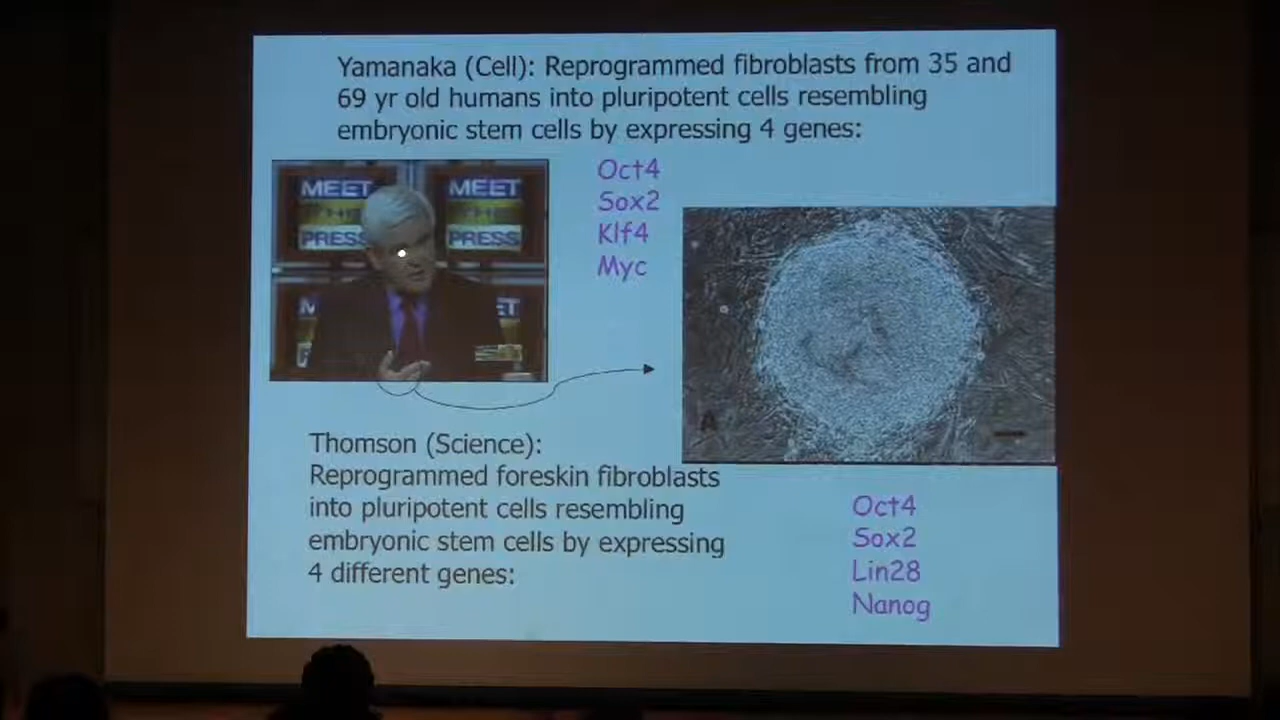 Yamanaka (Cell): Reprogrammed fibroblasts from 35 and
69 yr old humans into pluripotent cells resembling
embryonic stem cells by expressing 4 genes:
Oct4
Sox2
Klf4
Myc
MEET
MEET
PRESS
PRESS
ET
A
Thomson (Science):
Reprogrammed foreskin fibroblasts
into pluripotent cells resembling
embryonic stem cells by expressing
4 different genes:
Oct4
Sox2
Lin28
Nanog